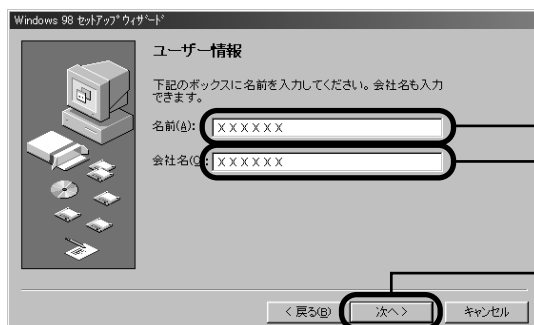 Windows 98 ｾｯﾄｱｯﾌﾟ ｳｨｻﾞｰﾄﾞ
ユーザー情報
下記のボックスに名前を入力してください。会社名も入力
できます。
名前(A): XXXXXX
会社名(O): XXXXXX
< 戻る(B) 次へ > キャンセル